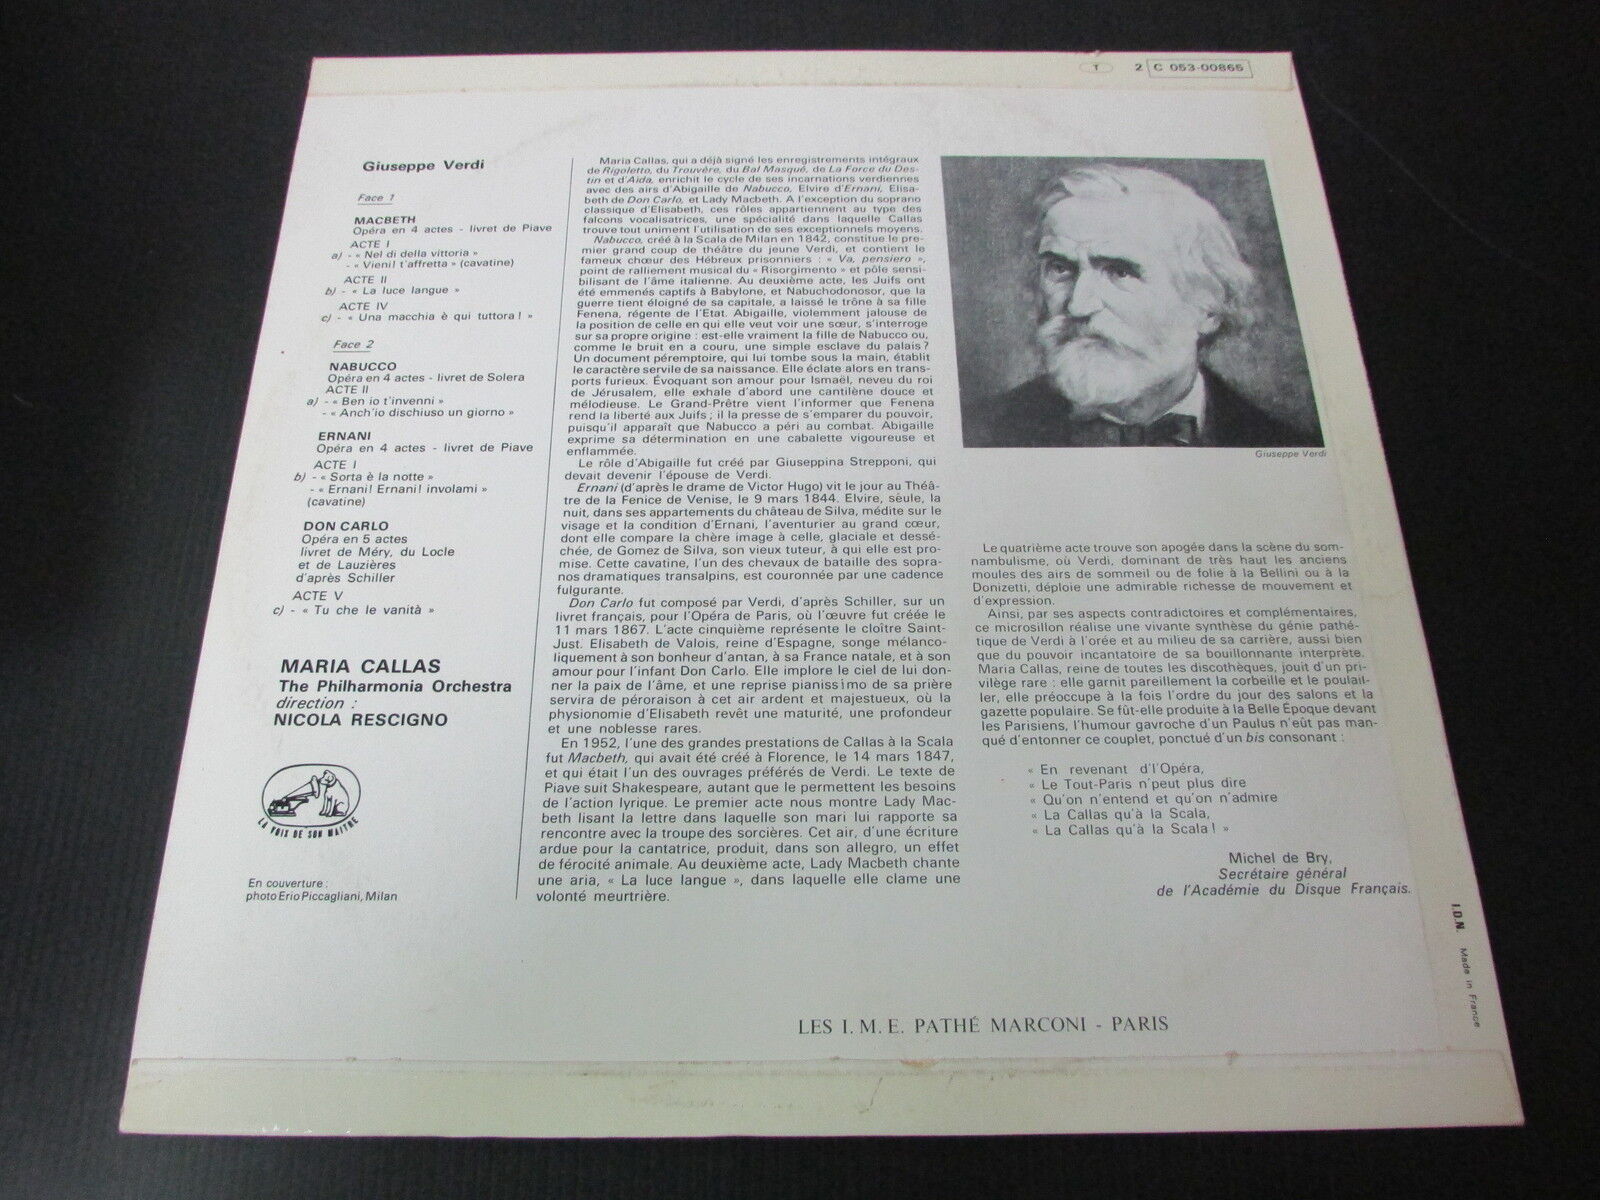 T 2 C 053-00865
Giuseppe Verdi
Face 1
MACBETH
Opéra en 4 actes - livret de Piave
ACTE I
a) - « Nel di della vittoria »
- « Vieni! t'affretta » (cavatine)
ACTE II
b) - « La luce langue »
ACTE IV
c) - « Una macchia è qui tuttora! »
Face 2
NABUCCO
Opéra en 4 actes - livret de Solera
ACTE II
a) - « Ben io t'invenni »
- « Anch'io dischiuso un giorno »
ERNANI
Opéra en 4 actes - livret de Piave
ACTE I
b) - « Sorta è la notte »
- « Ernani! Ernani! involami »
(cavatine)
DON CARLO
Opéra en 5 actes
livret de Méry, du Locle
et de Lauzières
d'après Schiller
ACTE V
c) - « Tu che le vanità »
MARIA CALLAS
The Philharmonia Orchestra
direction :
NICOLA RESCIGNO
LA VOIX DE SON MAITRE
En couverture :
photo Erio Piccagliani, Milan
Maria Callas, qui a déjà signé les enregistrements intégraux
de Rigoletto, du Trouvère, du Bal Masqué, de La Force du Des-
tin et d'Aida, enrichit le cycle de ses incarnations verdiennes
avec des airs d'Abigaille de Nabucco, Elvire d'Ernani, Elisa-
beth de Don Carlo, et Lady Macbeth. A l'exception du soprano
classique d'Elisabeth, ces rôles appartiennent au type des
falcons vocalisatrices, une spécialité dans laquelle Callas
trouve tout uniment l'utilisation de ses exceptionnels moyens.
Nabucco, créé à la Scala de Milan en 1842, constitue le pre-
mier grand coup de théâtre du jeune Verdi, et contient le
fameux chœur des Hébreux prisonniers : « Va, pensiero »,
point de ralliement musical du « Risorgimento » et pôle sensi-
bilisant de l'âme italienne. Au deuxième acte, les Juifs ont
été emmenés captifs à Babylone, et Nabuchodonosor, que la
guerre tient éloigné de sa capitale, a laissé le trône à sa fille
Fenena, régente de l'Etat. Abigaille, violemment jalouse de
la position de celle en qui elle veut voir une sœur, s'interroge
sur sa propre origine : est-elle vraiment la fille de Nabucco ou,
comme le bruit en a couru, une simple esclave du palais?
Un document péremptoire, qui lui tombe sous la main, établit
le caractère servile de sa naissance. Elle éclate alors en trans-
ports furieux. Évoquant son amour pour Ismaël, neveu du roi
de Jérusalem, elle exhale d'abord une cantilène douce et
mélodieuse. Le Grand-Prêtre vient l'informer que Fenena
rend la liberté aux Juifs ; il la presse de s'emparer du pouvoir,
puisqu'il apparaît que Nabucco a péri au combat. Abigaille
exprime sa détermination en une cabalette vigoureuse et
enflammée.
Le rôle d'Abigaille fut créé par Giuseppina Strepponi, qui
devait devenir l'épouse de Verdi.
Ernani (d'après le drame de Victor Hugo) vit le jour au Théâ-
tre de la Fenice de Venise, le 9 mars 1844. Elvire, seule, la
nuit, dans ses appartements du château de Silva, médite sur le
visage et la condition d'Ernani, l'aventurier au grand cœur,
dont elle compare la chère image à celle, glaciale et dessé-
chée, de Gomez de Silva, son vieux tuteur, à qui elle est pro-
mise. Cette cavatine, l'un des chevaux de bataille des sopra-
nos dramatiques transalpins, est couronnée par une cadence
fulgurante.
Don Carlo fut composé par Verdi, d'après Schiller, sur un
livret français, pour l'Opéra de Paris, où l'œuvre fut créée le
11 mars 1867. L'acte cinquième représente le cloître Saint-
Just. Elisabeth de Valois, reine d'Espagne, songe mélanco-
liquement à son bonheur d'antan, à sa France natale, et à son
amour pour l'infant Don Carlo. Elle implore le ciel de lui don-
ner la paix de l'âme, et une reprise pianissimo de sa prière
servira de péroraison à cet air ardent et majestueux, où la
physionomie d'Elisabeth revêt une maturité, une profondeur
et une noblesse rares.
En 1952, l'une des grandes prestations de Callas à la Scala
fut Macbeth, qui avait été créé à Florence, le 14 mars 1847,
et qui était l'un des ouvrages préférés de Verdi. Le texte de
Piave suit Shakespeare, autant que le permettent les besoins
de l'action lyrique. Le premier acte nous montre Lady Mac-
beth lisant la lettre dans laquelle son mari lui rapporte sa
rencontre avec la troupe des sorcières. Cet air, d'une écriture
ardue pour la cantatrice, produit, dans son allegro, un effet
de férocité animale. Au deuxième acte, Lady Macbeth chante
une aria, « La luce langue », dans laquelle elle clame une
volonté meurtrière.
Giuseppe Verdi
Le quatrième acte trouve son apogée dans la scène du som-
nambulisme, où Verdi, dominant de très haut les anciens
moules des airs de sommeil ou de folie à la Bellini ou à la
Donizetti, déploie une admirable richesse de mouvement et
d'expression.
Ainsi, par ses aspects contradictoires et complémentaires,
ce microsillon réalise une vivante synthèse du génie pathé-
tique de Verdi à l'orée et au milieu de sa carrière, aussi bien
que du pouvoir incantatoire de sa bouillonnante interprète.
Maria Callas, reine de toutes les discothèques, jouit d'un pri-
vilège rare : elle garnit pareillement la corbeille et le poulail-
ler, elle préoccupe à la fois l'ordre du jour des salons et la
gazette populaire. Se fût-elle produite à la Belle Époque devant
les Parisiens, l'humour gavroche d'un Paulus n'eût pas man-
qué d'entonner ce couplet, ponctué d'un bis consonant :
« En revenant d'l'Opéra,
« Le Tout-Paris n'peut plus dire
« Qu'on n'entend et qu'on n'admire
« La Callas qu'à la Scala,
« La Callas qu'à la Scala! »
Michel de Bry,
Secrétaire général
de l'Académie du Disque Français.
I.D.N. Made in France
LES I. M. E. PATHÉ MARCONI - PARIS